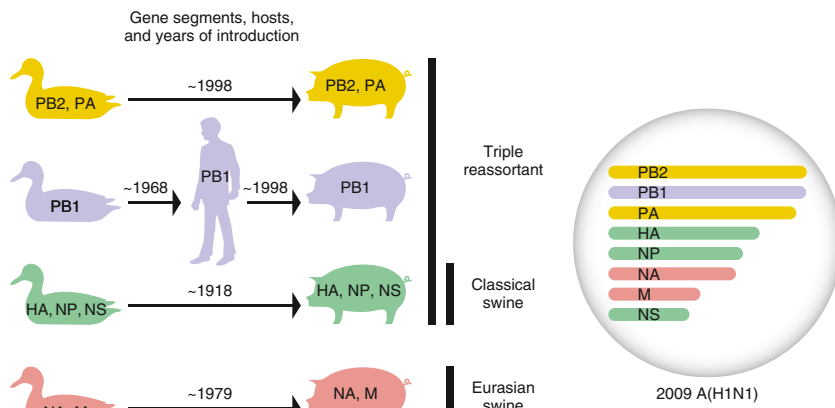 Gene segments, hosts,
and years of introduction
PB2, PA
~1998
PB2, PA
PB1
~1968
PB1
~1998
PB1
Triple
reassortant
HA, NP, NS
~1918
HA, NP, NS
Classical
swine
~1979
NA, M
Eurasian
swine
PB2
PB1
PA
HA
NP
NA
M
NS
2009 A(H1N1)